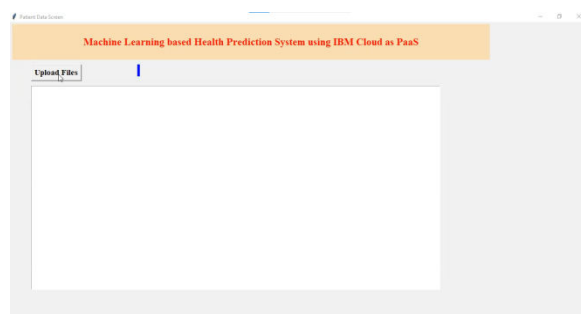 Patient Data Screen
Machine Learning based Health Prediction System using IBM Cloud as PaaS
Upload Files